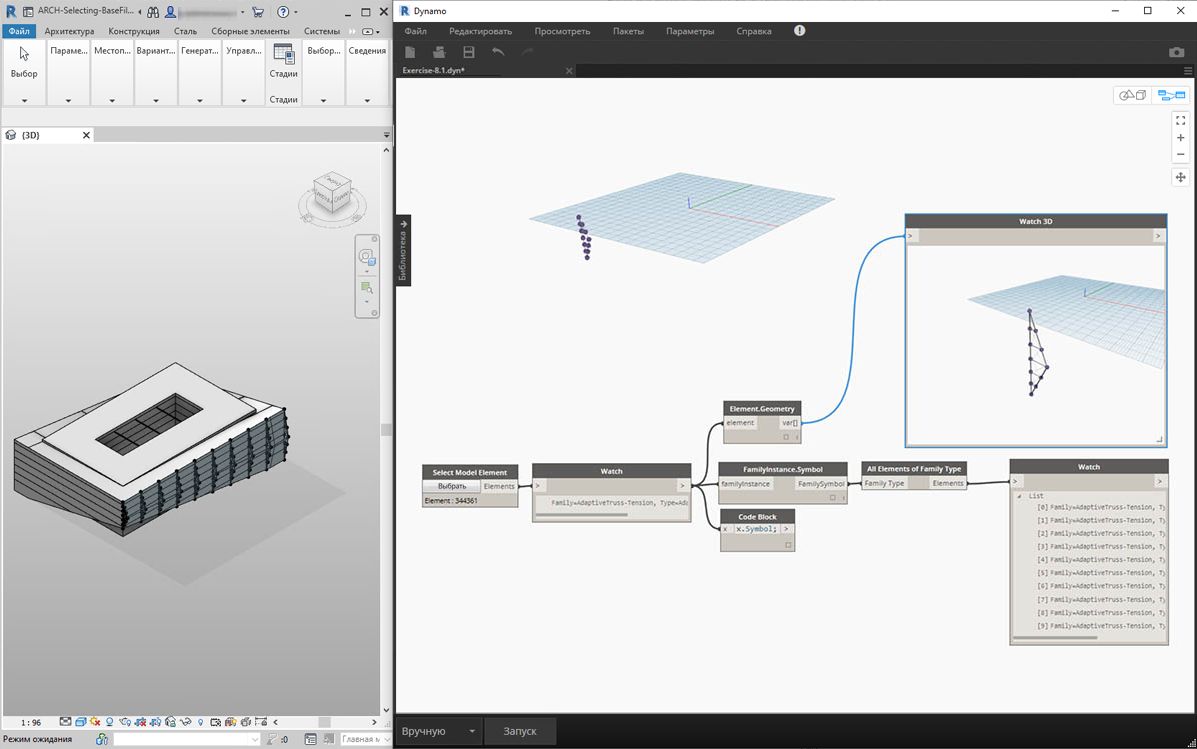 ARCH-Selecting-BaseFil...
Файл Архитектура Конструкция Сталь Сборные элементы Системы
Параме... Местоп... Вариант... Генерат... Управл... Выбор... Сведения
Выбор
Стадии
Стадии
{3D}
1 : 96
Режим ожидания
:0
Главная м
Dynamo
Файл Редактировать Просмотреть Пакеты Параметры Справка
Exercise-8.1.dyn*
Библиотека
Watch 3D
> >
Element.Geometry
element var[]
Select Model Element
Выбрать Elements
Element : 344361
Watch
> >
Family=AdaptiveTruss-Tension, Type=Ada
FamilyInstance.Symbol
familyInstance FamilySymbol
Code Block
x x.Symbol; >
All Elements of Family Type
Family Type Elements
Watch
> >
List
[0] Family=AdaptiveTruss-Tension, Ty
[1] Family=AdaptiveTruss-Tension, Ty
[2] Family=AdaptiveTruss-Tension, Ty
[3] Family=AdaptiveTruss-Tension, Ty
[4] Family=AdaptiveTruss-Tension, Ty
[5] Family=AdaptiveTruss-Tension, Ty
[6] Family=AdaptiveTruss-Tension, Ty
[7] Family=AdaptiveTruss-Tension, Ty
[8] Family=AdaptiveTruss-Tension, Ty
[9] Family=AdaptiveTruss-Tension, Ty
Вручную Запуск